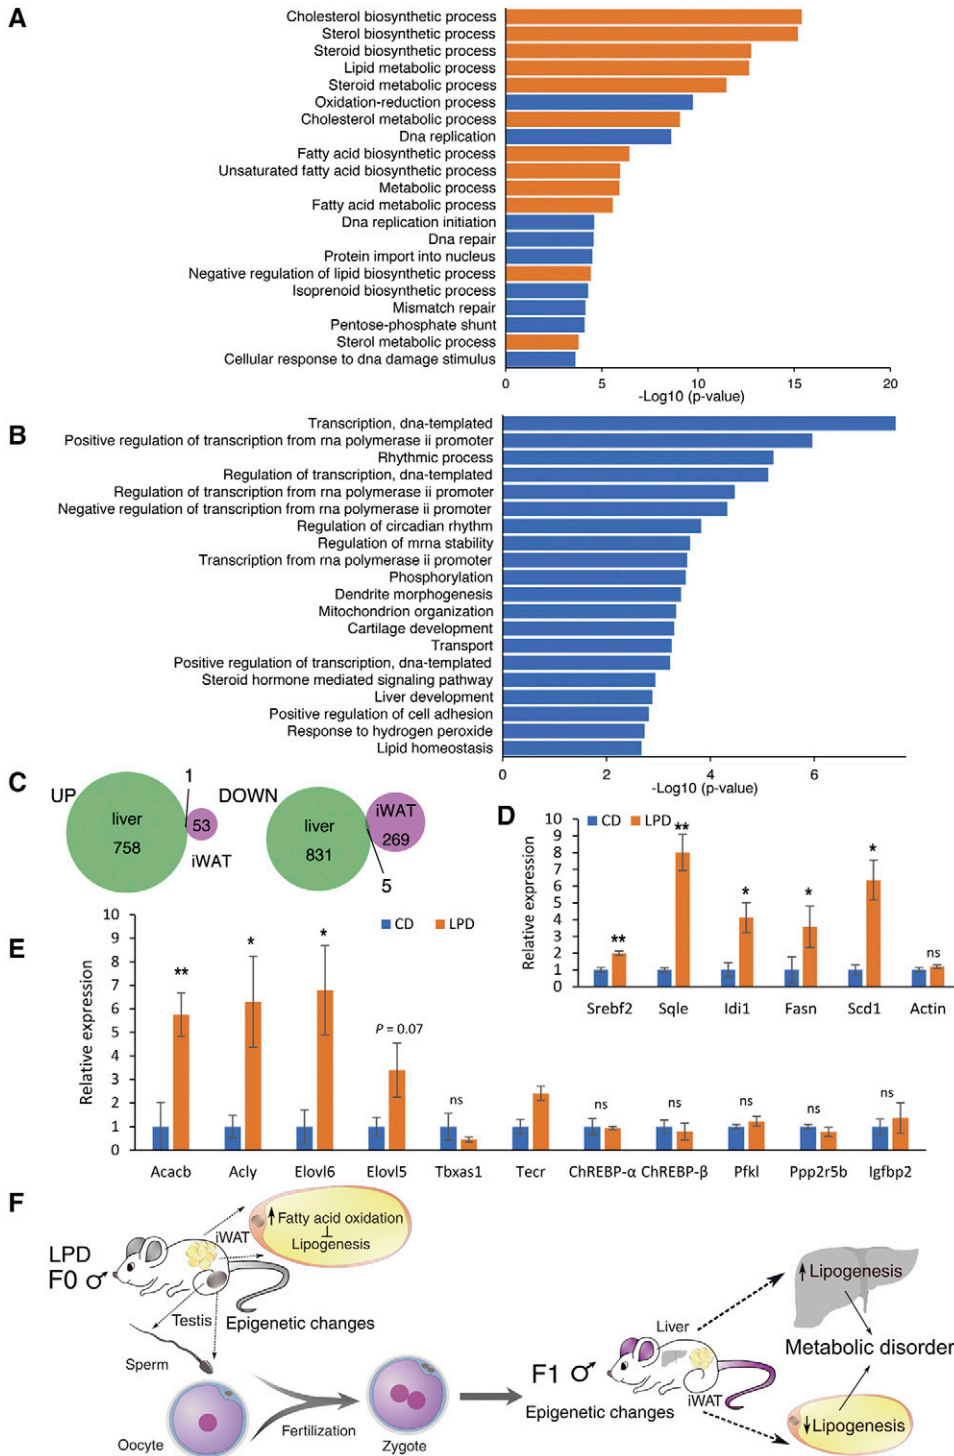 A
Cholesterol biosynthetic process
Sterol biosynthetic process
Steroid biosynthetic process
Lipid metabolic process
Steroid metabolic process
Oxidation-reduction process
Cholesterol metabolic process
Dna replication
Fatty acid biosynthetic process
Unsaturated fatty acid biosynthetic process
Metabolic process
Fatty acid metabolic process
Dna replication initiation
Dna repair
Protein import into nucleus
Negative regulation of lipid biosynthetic process
Isoprenoid biosynthetic process
Mismatch repair
Pentose-phosphate shunt
Sterol metabolic process
Cellular response to dna damage stimulus
0 5 10 15 20
-Log10 (p-value)
B
Transcription, dna-templated
Positive regulation of transcription from rna polymerase ii promoter
Rhythmic process
Regulation of transcription, dna-templated
Regulation of transcription from rna polymerase ii promoter
Negative regulation of transcription from rna polymerase ii promoter
Regulation of circadian rhythm
Regulation of mrna stability
Transcription from rna polymerase ii promoter
Phosphorylation
Dendrite morphogenesis
Mitochondrion organization
Cartilage development
Transport
Positive regulation of transcription, dna-templated
Steroid hormone mediated signaling pathway
Liver development
Positive regulation of cell adhesion
Response to hydrogen peroxide
Lipid homeostasis
0 2 4 6
-Log10 (p-value)
C
UP
liver
758
1
53
iWAT
DOWN
liver
831
iWAT
269
5
D
CD LPD
Relative expression
10
9
8
7
6
5
4
3
2
1
0
** ** * * * ns
Srebf2 Sqle Idi1 Fasn Scd1 Actin
E
CD LPD
Relative expression
10
9
8
7
6
5
4
3
2
1
0
** * * P = 0.07 ns ns ns ns ns ns
Acacb Acly Elovl6 Elovl5 Tbxas1 Tecr ChREBP-α ChREBP-β Pfkl Ppp2r5b Igfbp2
F
LPD
F0 ♂
iWAT
Fatty acid oxidation
Lipogenesis
Testis
Epigenetic changes
Sperm
Oocyte
Fertilization
Zygote
F1 ♂
Epigenetic changes
Liver
iWAT
Lipogenesis
Metabolic disorder
Lipogenesis